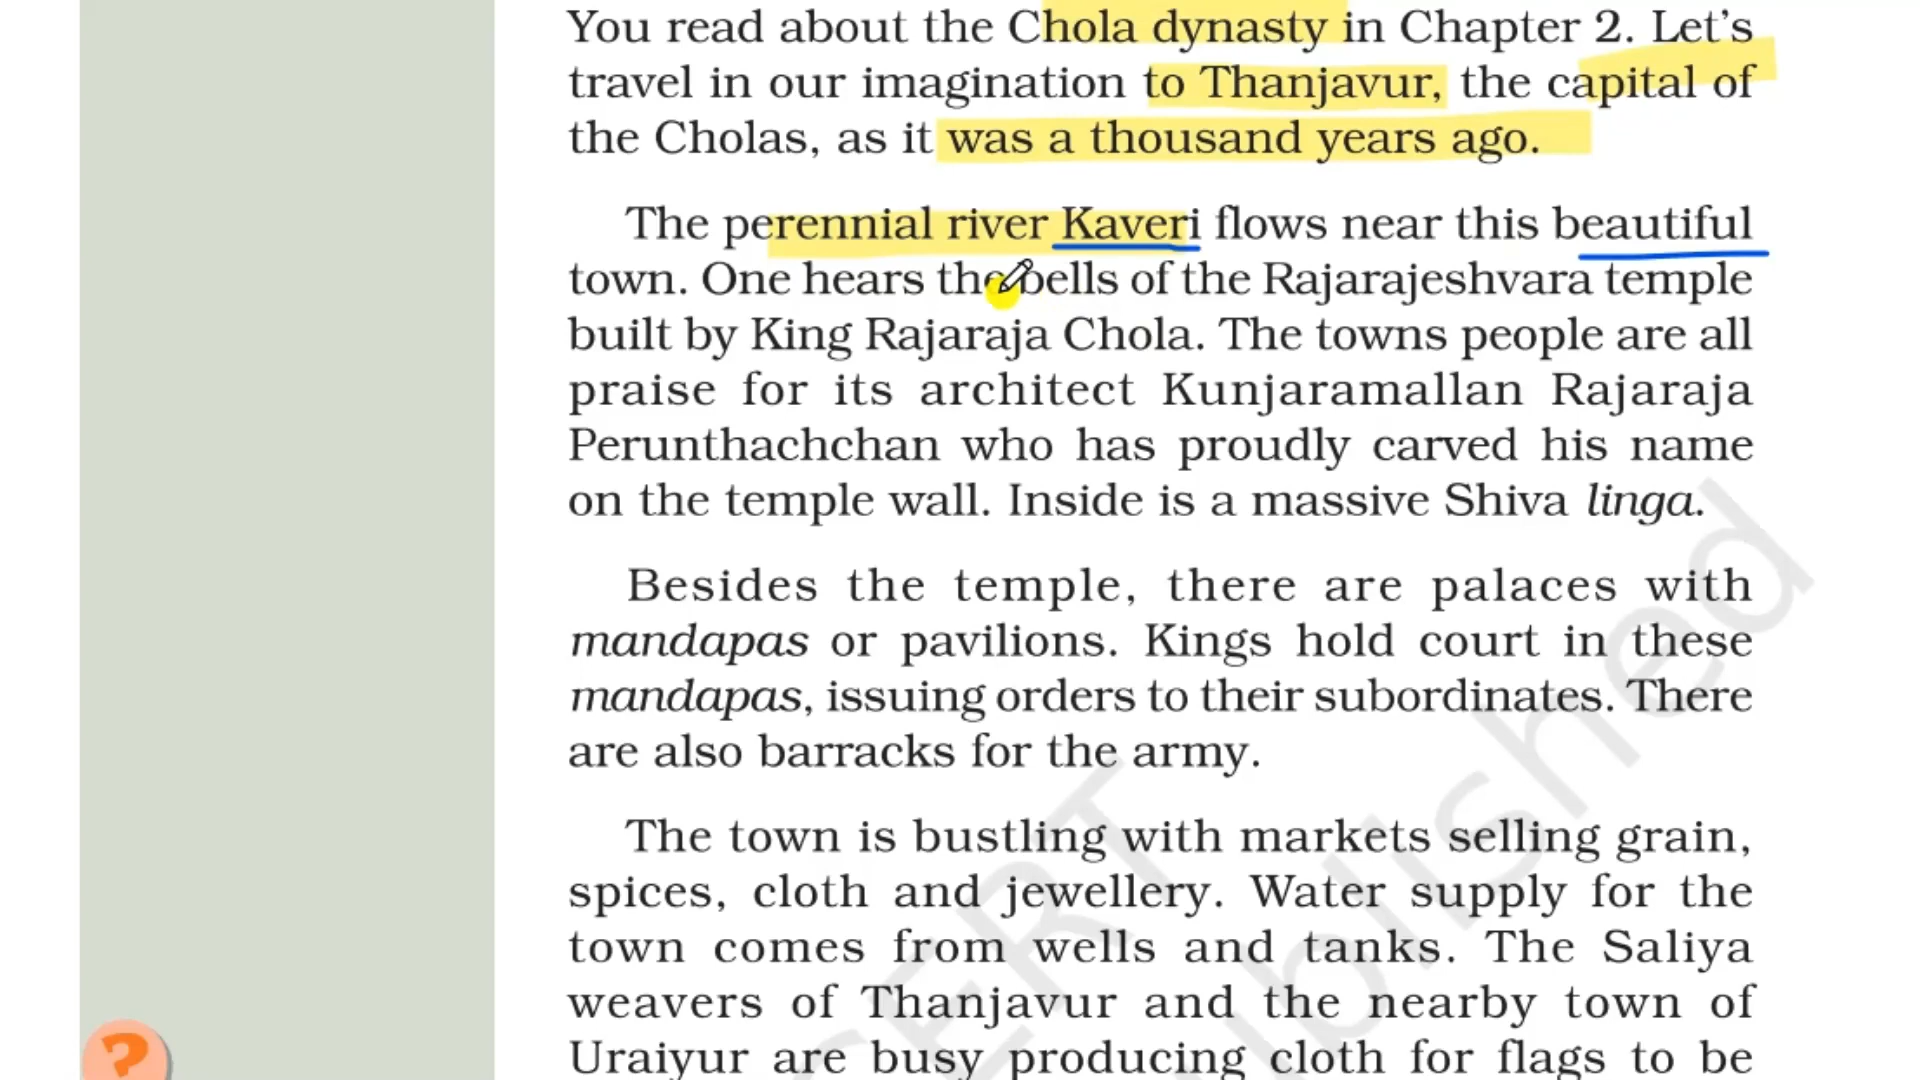 You read about the Chola dynasty in Chapter 2. Let's
travel in our imagination to Thanjavur, the capital of
the Cholas, as it was a thousand years ago.
The perennial river Kaveri flows near this beautiful
town. One hears the bells of the Rajarajeshvara temple
built by King Rajaraja Chola. The towns people are all
praise for its architect Kunjaramallan Rajaraja
Perunthachchan who has proudly carved his name
on the temple wall. Inside is a massive Shiva linga.
Besides the temple, there are palaces with
mandapas or pavilions. Kings hold court in these
mandapas, issuing orders to their subordinates. There
are also barracks for the army.
The town is bustling with markets selling grain,
spices, cloth and jewellery. Water supply for the
town comes from wells and tanks. The Saliya
weavers of Thanjavur and the nearby town of
Uraiyur are busy producing cloth for flags to be
?